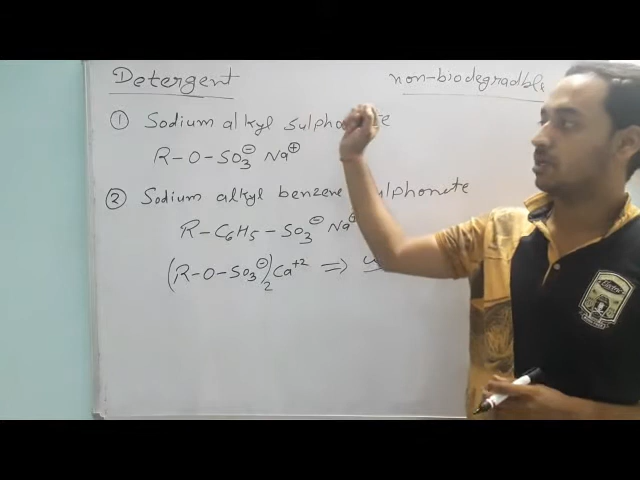 Detergent
non-biodegradble
① Sodium alkyl
R-O-SO₃⊖ Na⊕
② Sodium alkyl benzene sulphonete
R-C₆H₅-SO₃⊖ Na⊕
(R-O-SO₃⊖)₂Ca⁺² ⇒